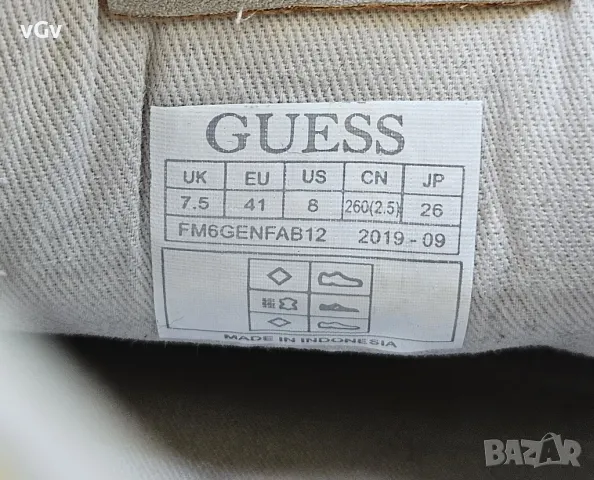 vGv
GUESS
UK EU US CN JP
7.5 41 8 260(2.5) 26
FM6GENFAB12 2019 - 09
MADE IN INDONESIA
BAZAR